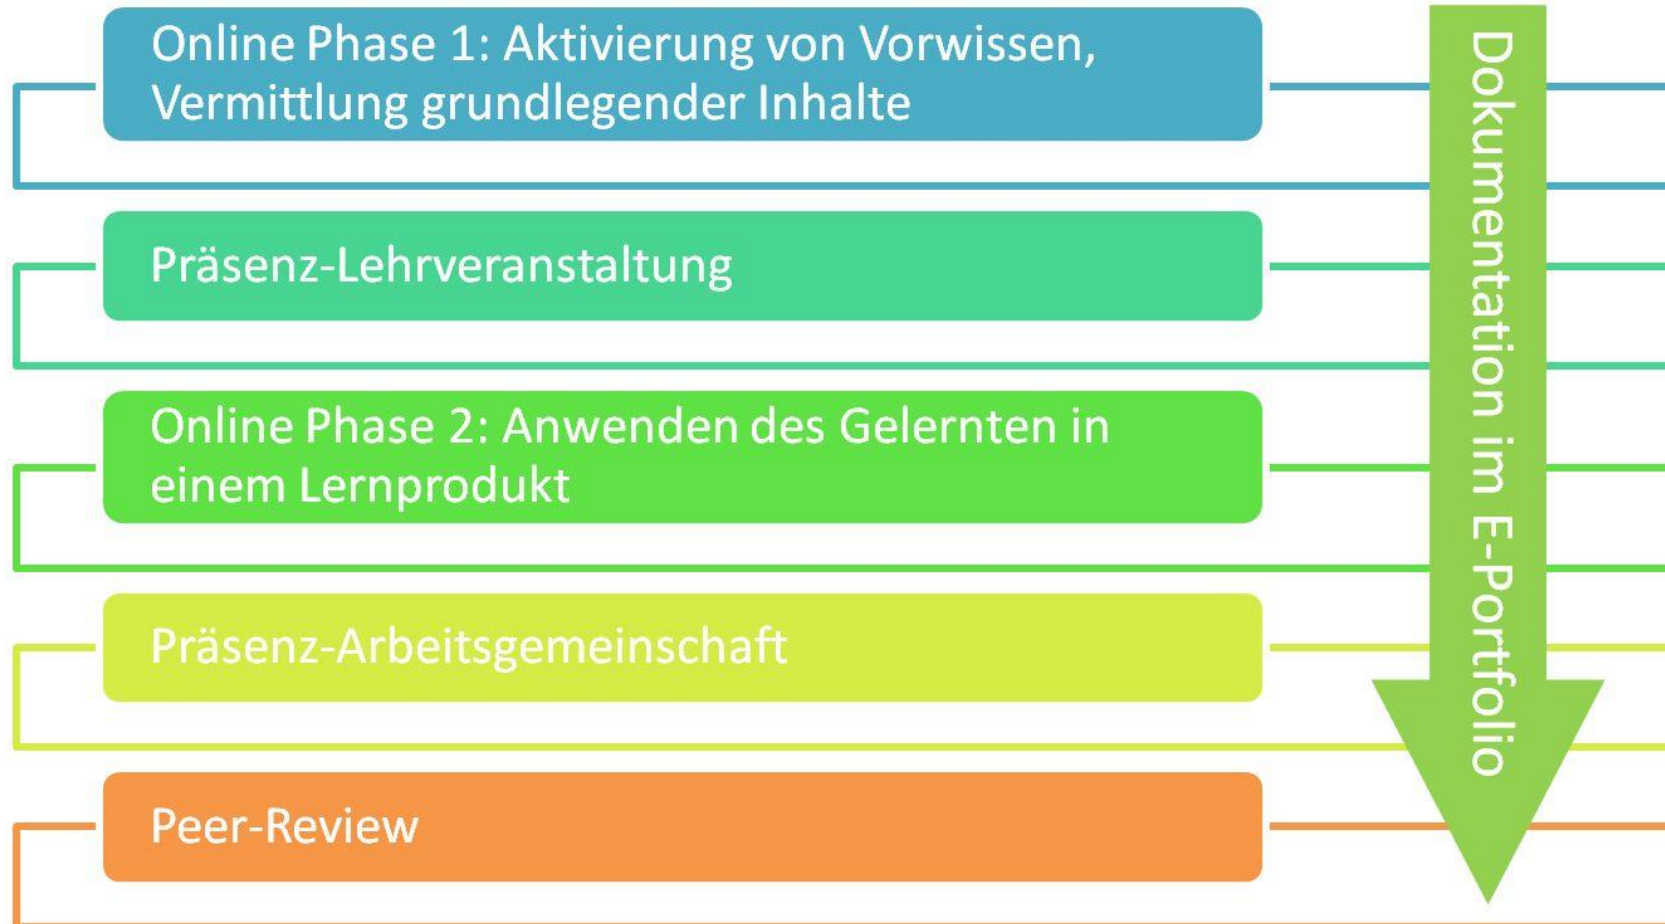 Online Phase 1: Aktivierung von Vorwissen,
Vermittlung grundlegender Inhalte
Präsenz-Lehrveranstaltung
Online Phase 2: Anwenden des Gelernten in
einem Lernprodukt
Präsenz-Arbeitsgemeinschaft
Peer-Review
Dokumentation im E-Portfolio